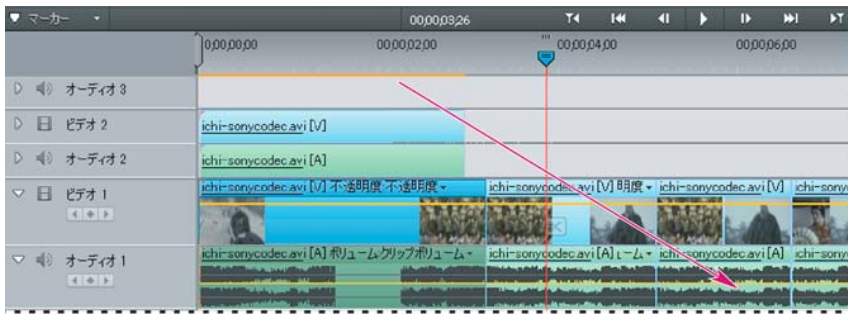 マーカー 00;00;03;26
0;00;00;00 00;00;02;00 00;00;04;00 00;00;06;00
オーディオ 3
ビデオ 2 ichi-sonycodec.avi [V]
オーディオ 2 ichi-sonycodec.avi [A]
ビデオ 1 ichi-sonycodec.avi [V] 不透明度:不透明度 ichi-sonycodec.avi [V] 明度 ichi-sonycodec.avi [V] ichi-sony
オーディオ 1 ichi-sonycodec.avi [A] ボリューム:クリップボリューム ichi-sonycodec.avi [A] ichi-sonycodec.avi [A] ichi-sony